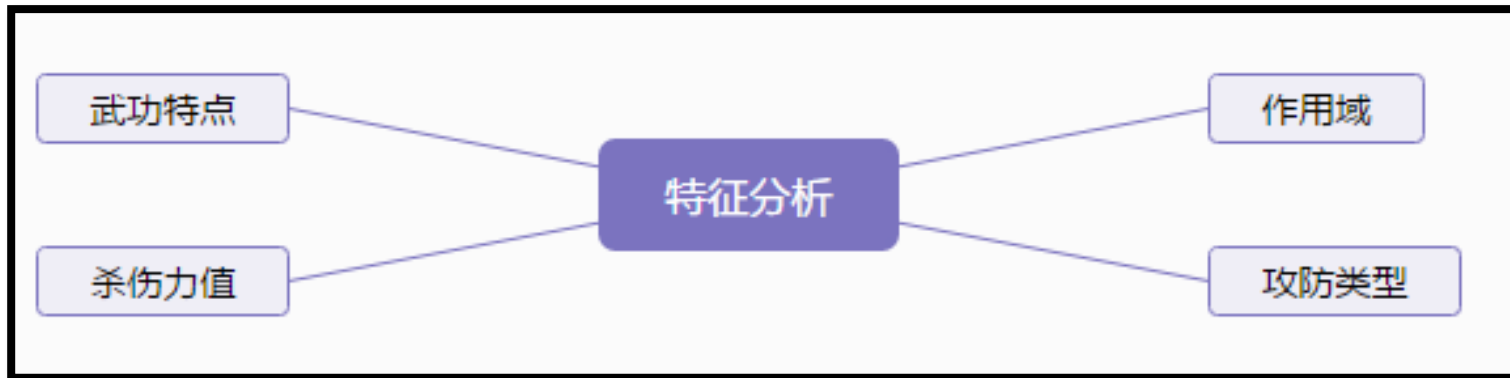 武功特点
作用域
特征分析
杀伤力值
攻防类型